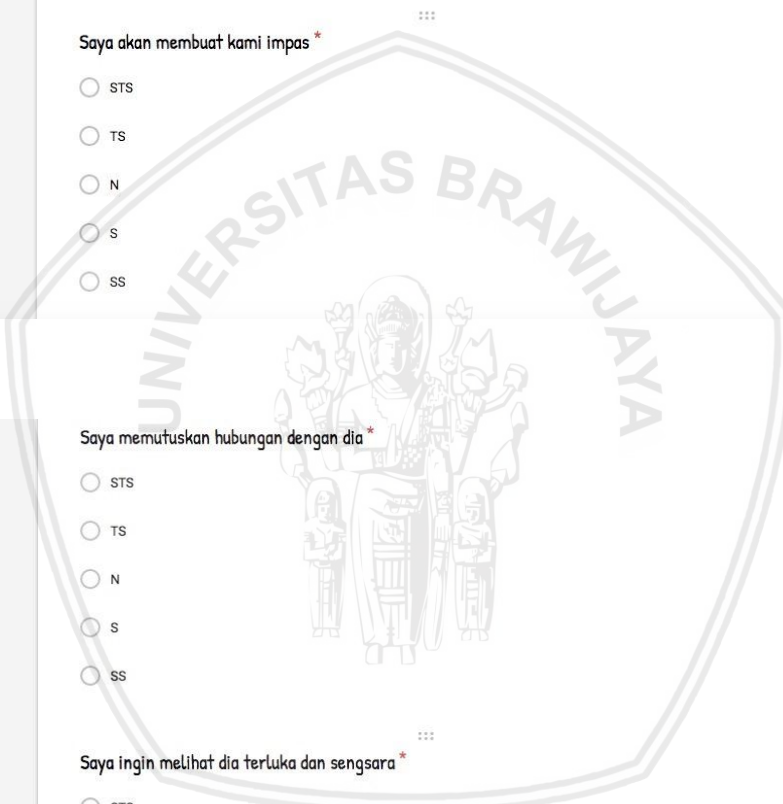 Saya akan membuat kami impas *
STS
TS
N
S
SS
UNIVERSITAS BRAWIJAYA
Saya memutuskan hubungan dengan dia *
STS
TS
N
S
SS
Saya ingin melihat dia terluka dan sengsara *